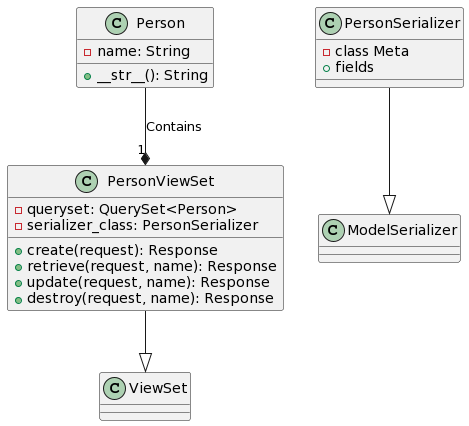 C Person
name: String
__str__(): String
C PersonSerializer
class Meta
fields
Contains
1
C PersonViewSet
queryset: QuerySet<Person>
serializer_class: PersonSerializer
create(request): Response
retrieve(request, name): Response
update(request, name): Response
destroy(request, name): Response
C ModelSerializer
C ViewSet